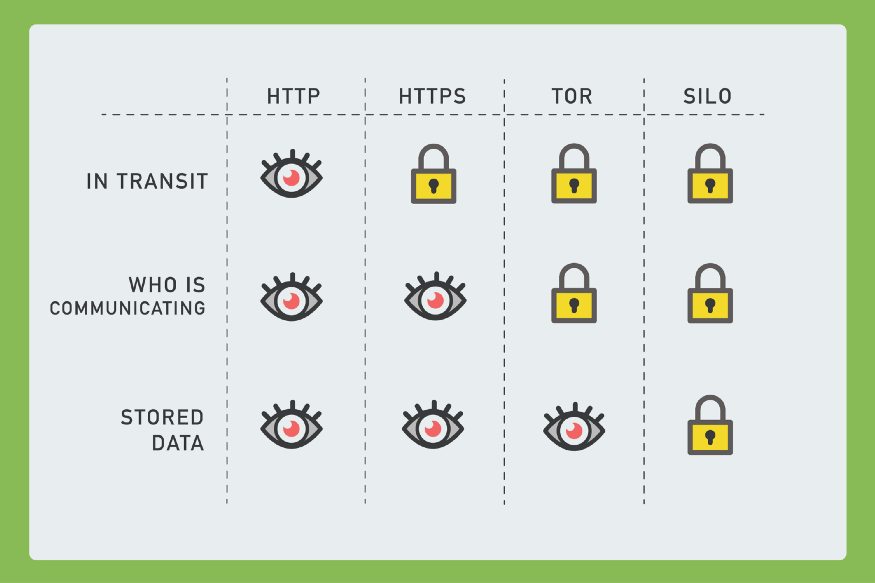 HTTP HTTPS TOR SILO
IN TRANSIT
WHO IS
COMMUNICATING
STORED
DATA